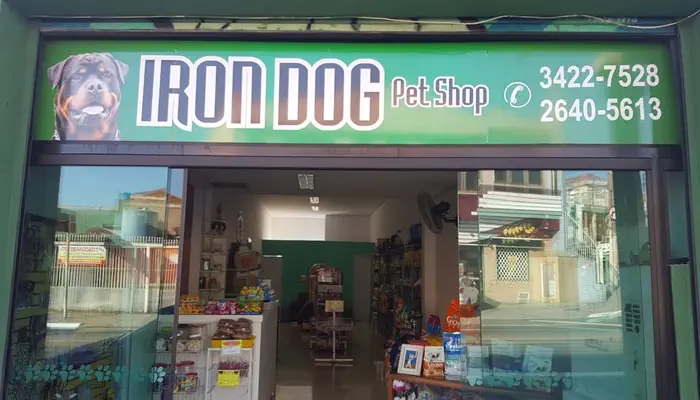 IRON DOG Pet Shop
3422-7528
2640-5613